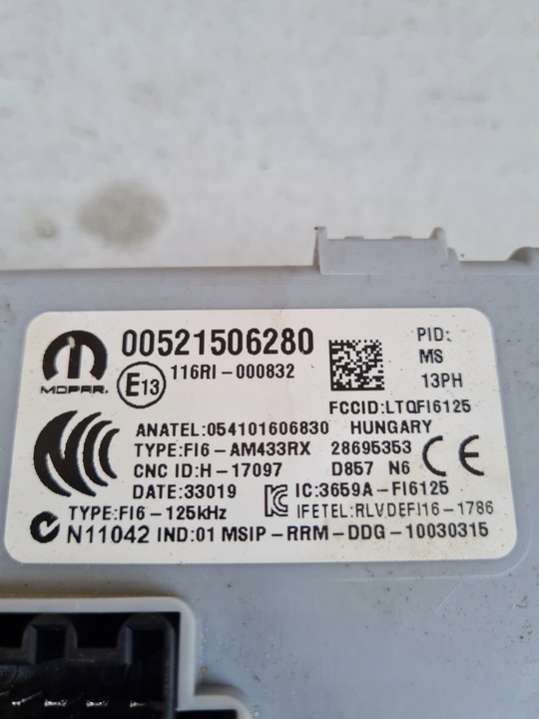 MOPAR.
00521506280
E13
116RI-000832
PID:
MS
13PH
FCCID:LTQFI6125
ANATEL:054101606830 HUNGARY
TYPE:FI6-AM433RX 28695353
CNC ID:H-17097 D857 N6 CE
DATE:33019 IC:3659A-FI6125
TYPE:FI6-125kHz IFETEL:RLVDEFJ16-1786
N11042 IND:01 MSIP-RRM-DDG-10030315